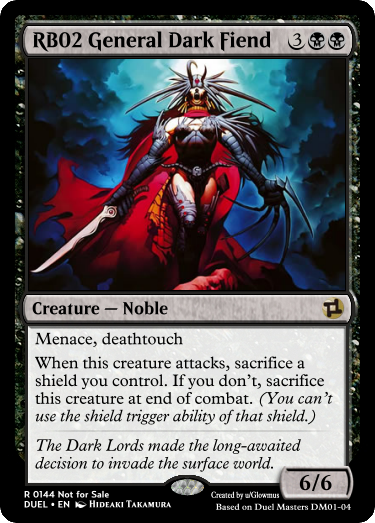 RB02 General Dark Fiend 3
Creature — Noble
Menace, deathtouch
When this creature attacks, sacrifice a
shield you control. If you don't, sacrifice
this creature at end of combat. (You can't
use the shield trigger ability of that shield.)
The Dark Lords made the long-awaited
decision to invade the surface world.
6/6
R 0144 Not for Sale
DUEL • EN Hideaki Takamura
Created by u/Glowmus
Based on Duel Masters DM01-04